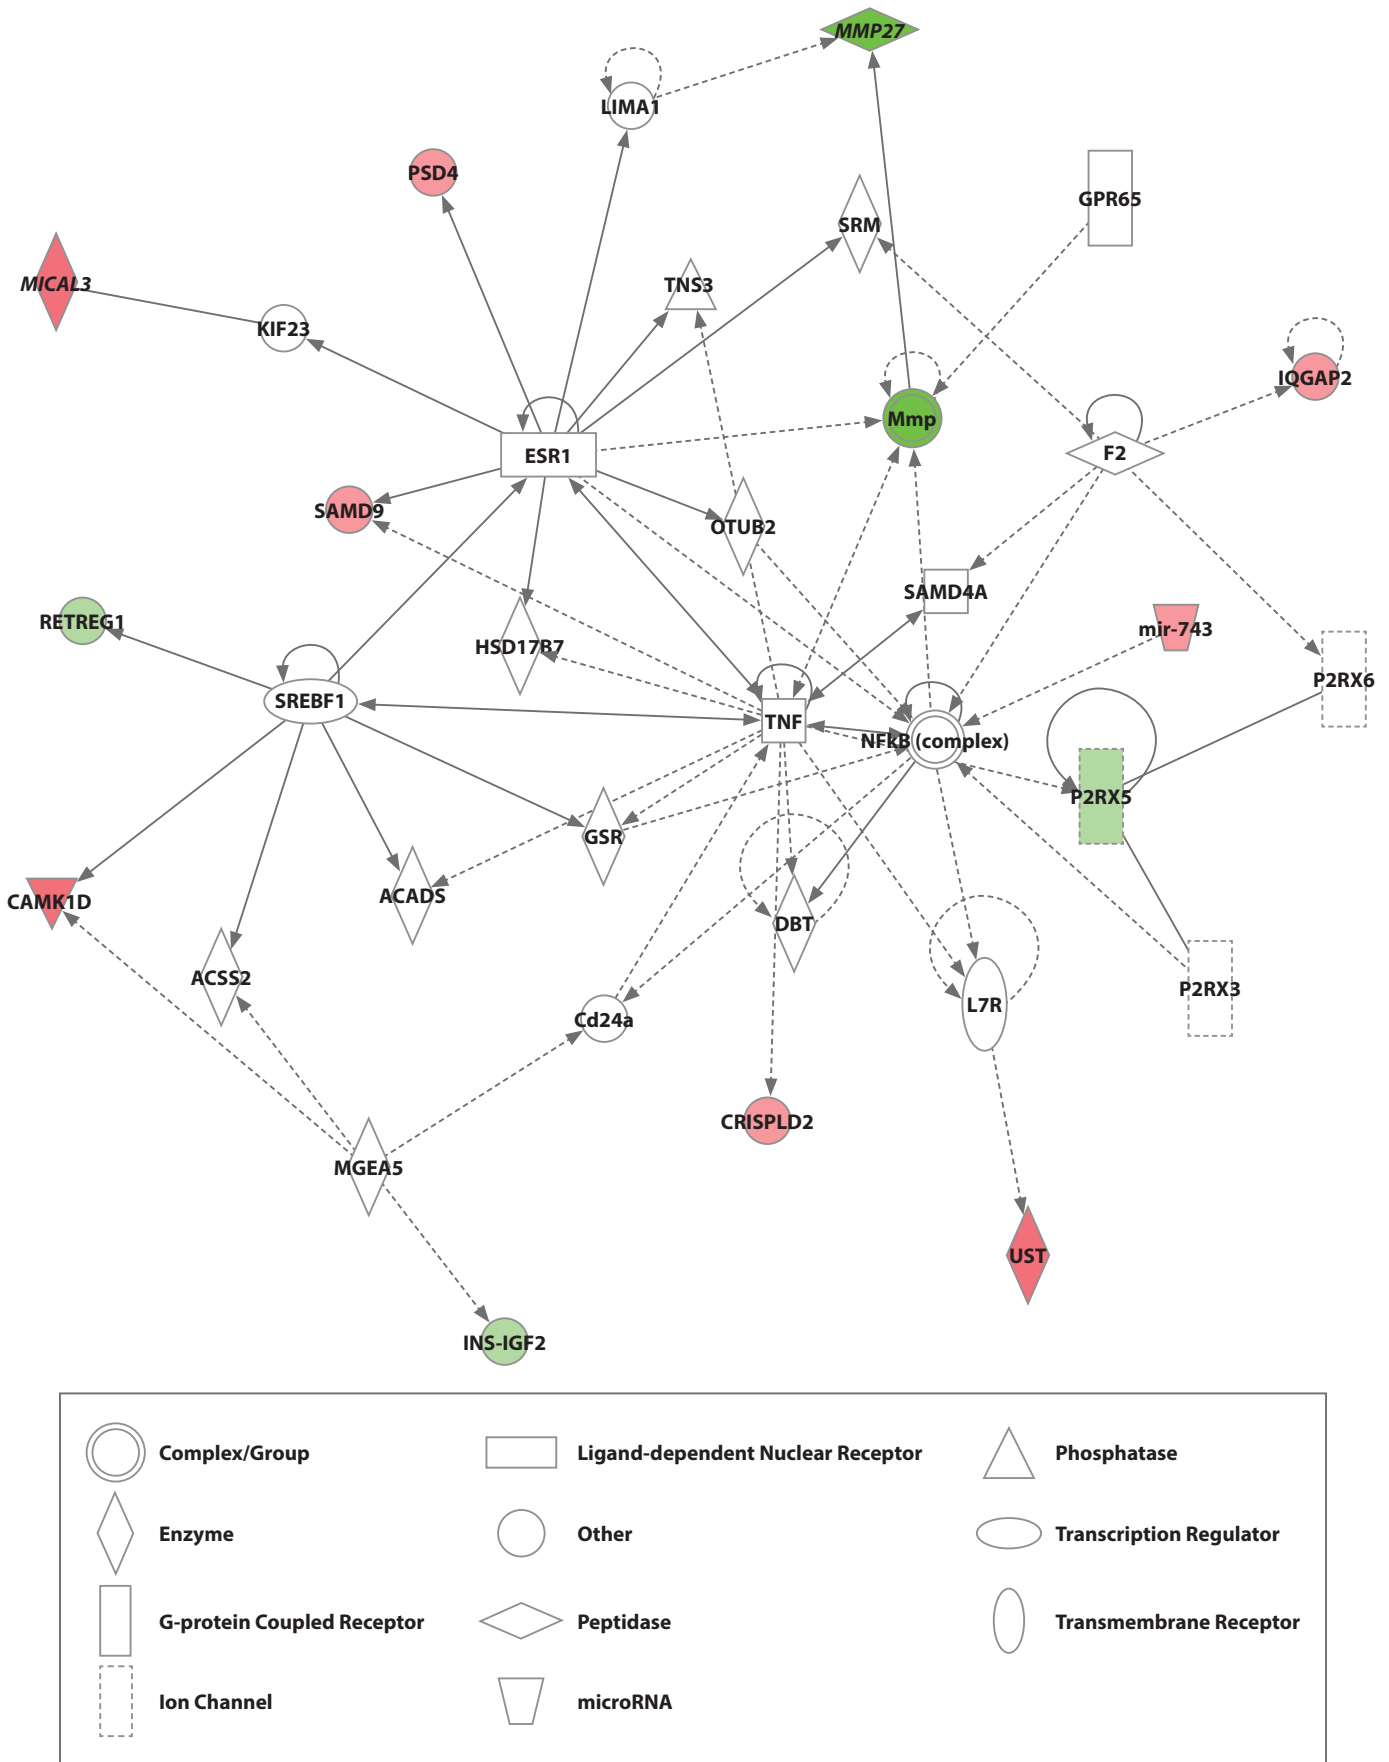 MMP27
LIMA1
PSD4
GPR65
SRM
MICAL3
TNS3
KIF23
IQGAP2
Mmp
F2
ESR1
SAMD9
OTUB2
SAMD4A
RETREG1
mir-743
HSD17B7
P2RX6
SREBF1
TNF
NFkB (complex)
P2RX5
GSR
ACADS
CAMK1D
DBT
ACSS2
P2RX3
L7R
Cd24a
CRISPLD2
MGEA5
UST
INS-IGF2
Complex/Group
Ligand-dependent Nuclear Receptor
Phosphatase
Enzyme
Other
Transcription Regulator
G-protein Coupled Receptor
Peptidase
Transmembrane Receptor
Ion Channel
microRNA